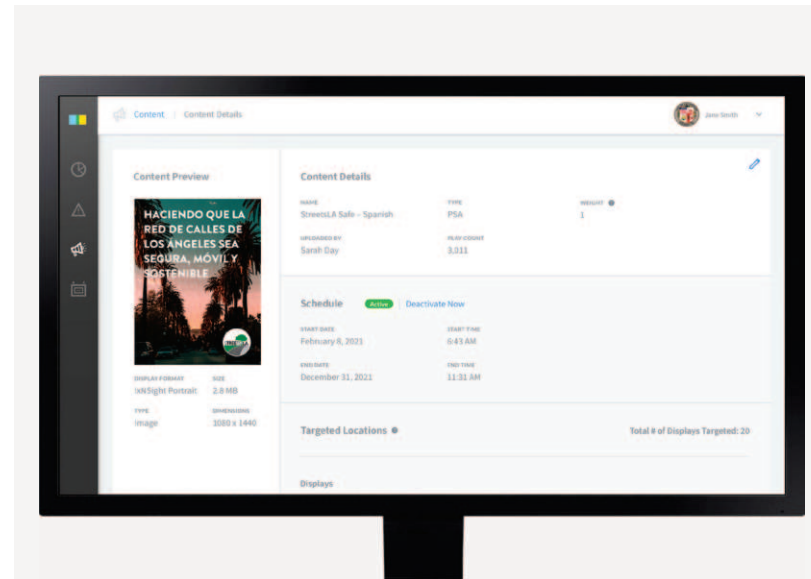 Content / Content Details
Jane Smith
Content Preview
HACIENDO QUE LA
RED DE CALLES DE
LOS ÁNGELES SEA
SEGURA, MÓVIL Y
SOSTENIBLE
DISPLAY FORMAT
SIZE
IxNSight Portrait
2.8 MB
TYPE
DIMENSIONS
Image
1080 x 1440
Content Details
NAME
TYPE
WEIGHT
StreetsLA Safe – Spanish
PSA
1
UPLOADED BY
PLAY COUNT
Sarah Day
3,011
Schedule
Active
Deactivate Now
START DATE
START TIME
February 8, 2021
6:43 AM
END DATE
END TIME
December 31, 2021
11:31 AM
Targeted Locations
Total # of Displays Targeted: 20
Displays